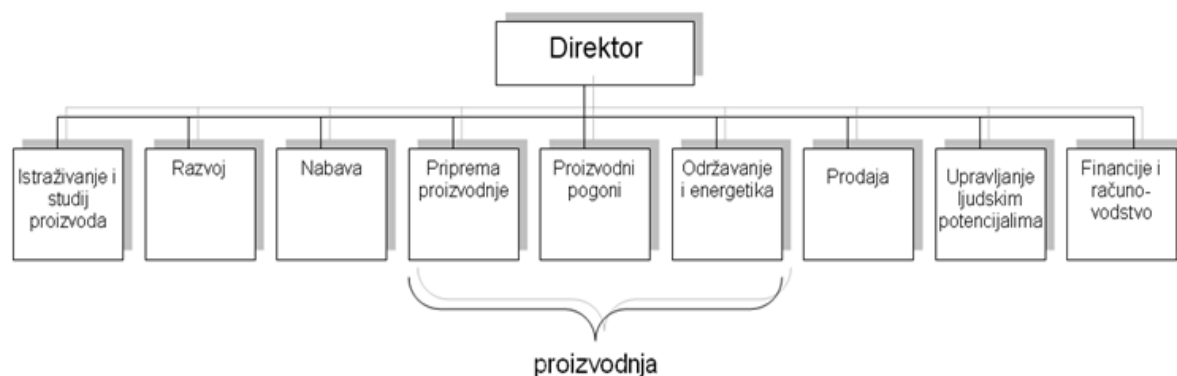 Direktor
Istraživanje i
studij
proizvoda
Razvoj
Nabava
Priprema
proizvodnje
Proizvodni
pogoni
Održavanje
i energetika
Prodaja
Upravljanje
ljudskim
potencijalima
Financije i
računo-
vodstvo
proizvodnja